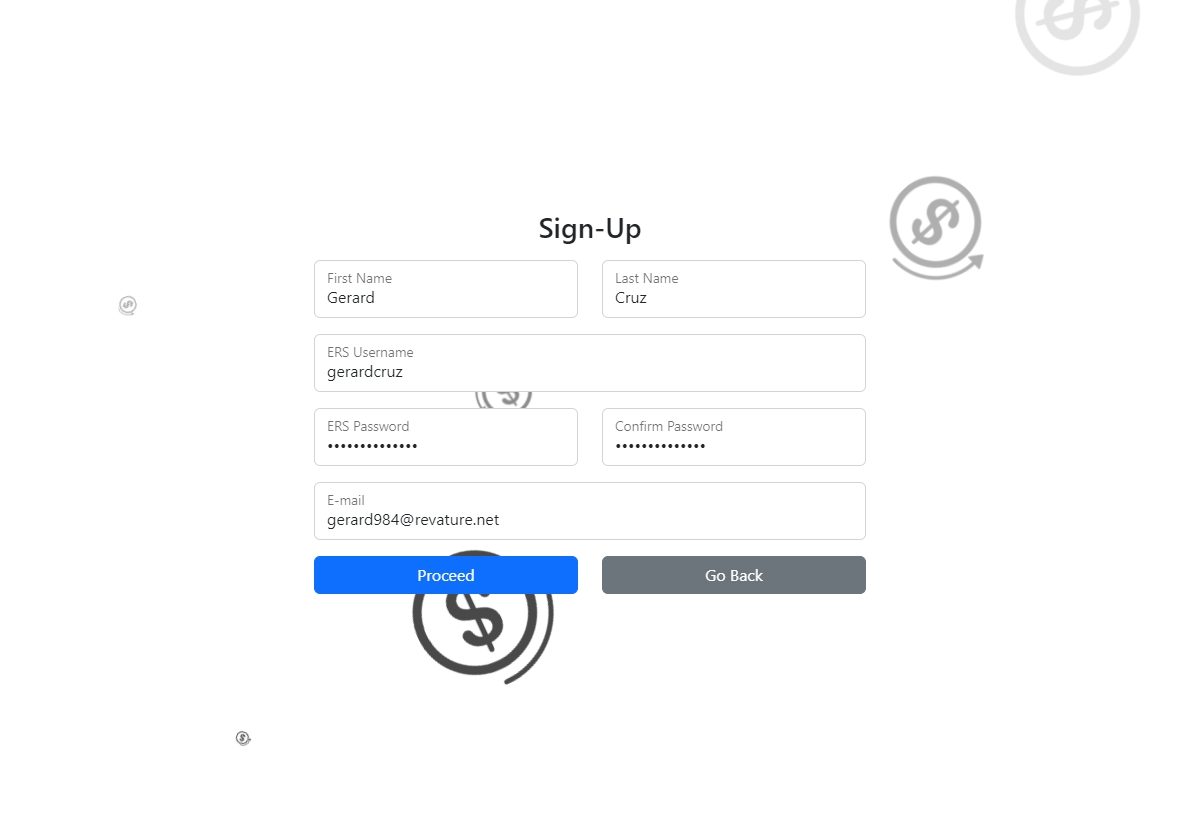 Sign-Up
First Name
Gerard
Last Name
Cruz
ERS Username
gerardcruz
ERS Password
••••••••••••••
Confirm Password
••••••••••••••
E-mail
gerard984@revature.net
Proceed
Go Back